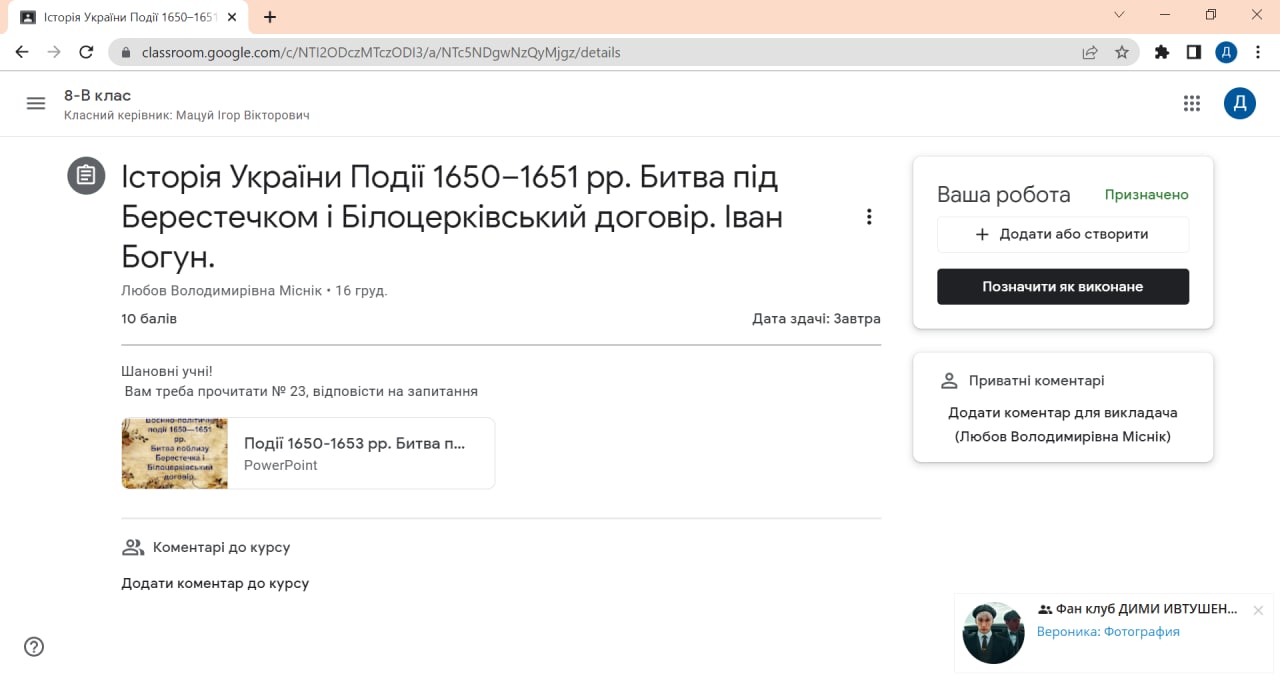 Історія України Події 1650–1651
classroom.google.com/c/NTI2ODczMTczODI3/a/NTc5NDgwNzQyMjgz/details
Д
8-В клас
Класний керівник: Мацуй Ігор Вікторович
Д
Історія України Події 1650–1651 рр. Битва під
Берестечком і Білоцерківський договір. Іван
Богун.
Любов Володимирівна Міснік • 16 груд.
10 балів
Дата здачі: Завтра
Шановні учні!
Вам треба прочитати № 23, відповісти на запитання
Воєнно-політичні
події 1650—1651
рр.
Битва поблизу
Берестечка і
Білоцерківський
договір.
Події 1650-1653 рр. Битва п...
PowerPoint
Коментарі до курсу
Додати коментар до курсу
Ваша робота
Призначено
+ Додати або створити
Позначити як виконане
Приватні коментарі
Додати коментар для викладача
(Любов Володимирівна Міснік)
Фан клуб ДИМИ ИВТУШЕН...
Вероника: Фотография